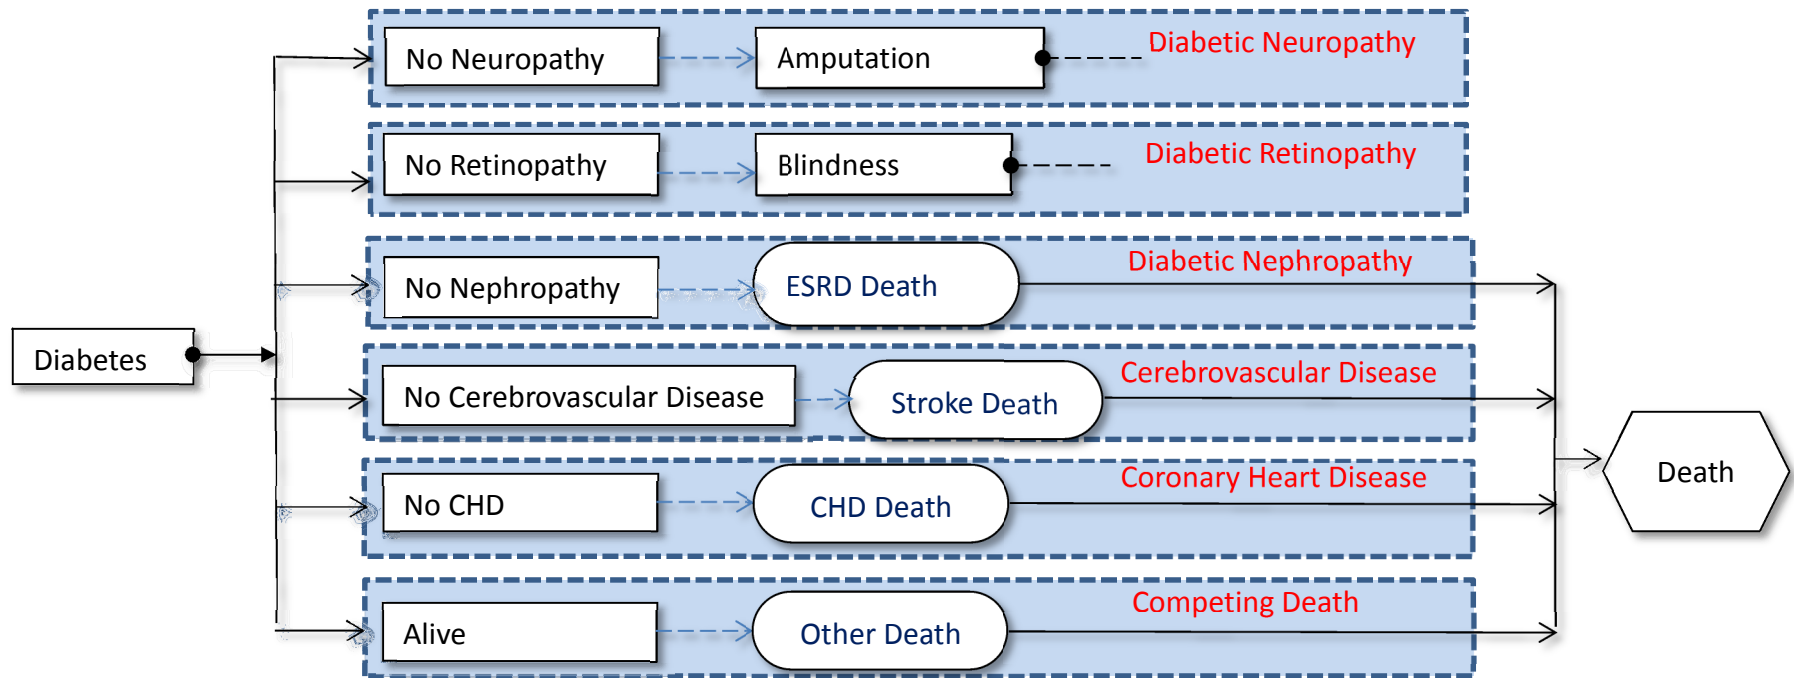 No Neuropathy
Amputation
Diabetic Neuropathy
No Retinopathy
Blindness
Diabetic Retinopathy
No Nephropathy
ESRD Death
Diabetic Nephropathy
Diabetes
No Cerebrovascular Disease
Stroke Death
Cerebrovascular Disease
Death
No CHD
CHD Death
Coronary Heart Disease
Alive
Other Death
Competing Death